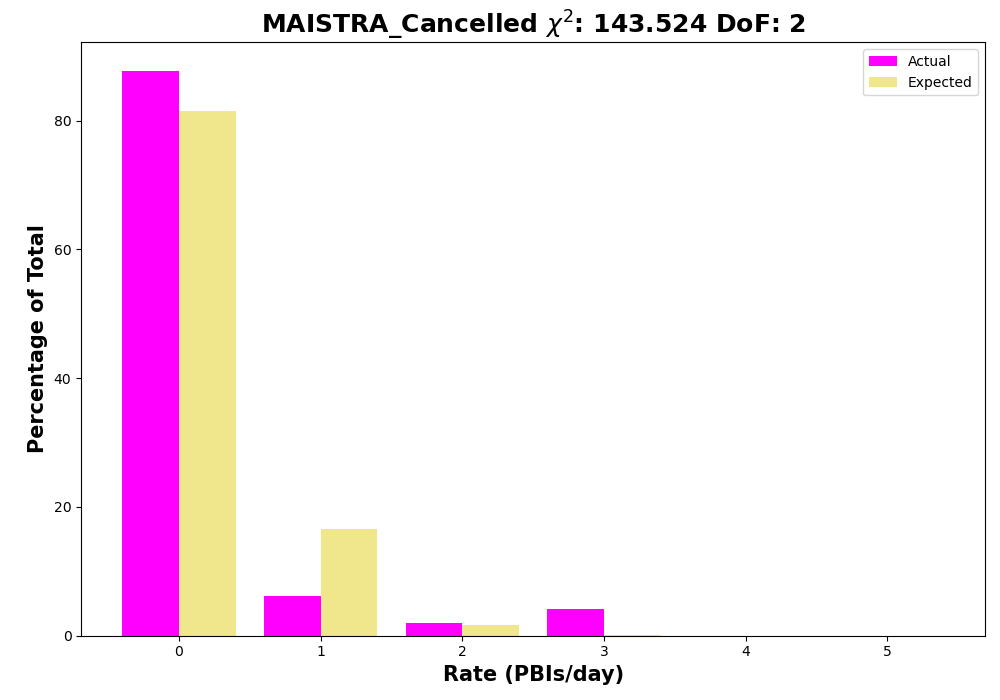 MAISTRA_Cancelled χ²: 143.524 DoF: 2
Actual
Expected
Percentage of Total
80
60
40
20
0
0 1 2 3 4 5
Rate (PBIs/day)